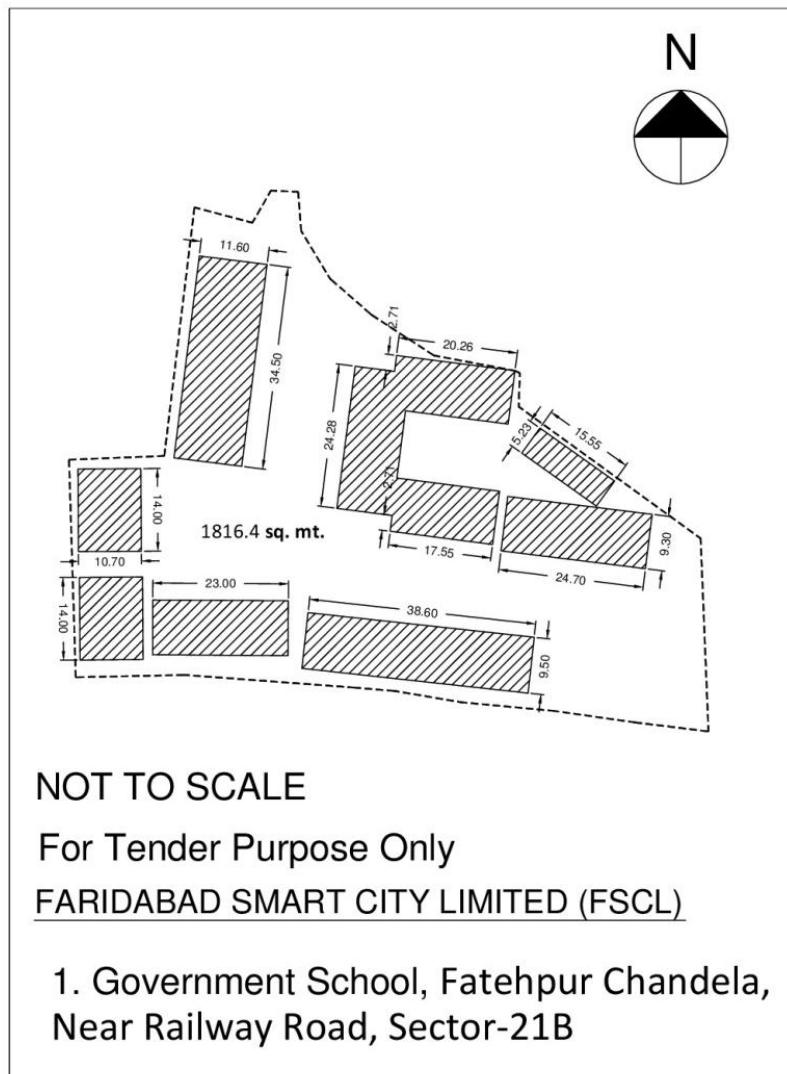 N
11.60
2.71
20.26
34.50
24.28
5.23
15.55
2.71
14.00
1816.4 sq. mt.
9.30
10.70
17.55
24.70
23.00
14.00
38.60
9.50
NOT TO SCALE
For Tender Purpose Only
FARIDABAD SMART CITY LIMITED (FSCL)
1. Government School, Fatehpur Chandela,
Near Railway Road, Sector-21B